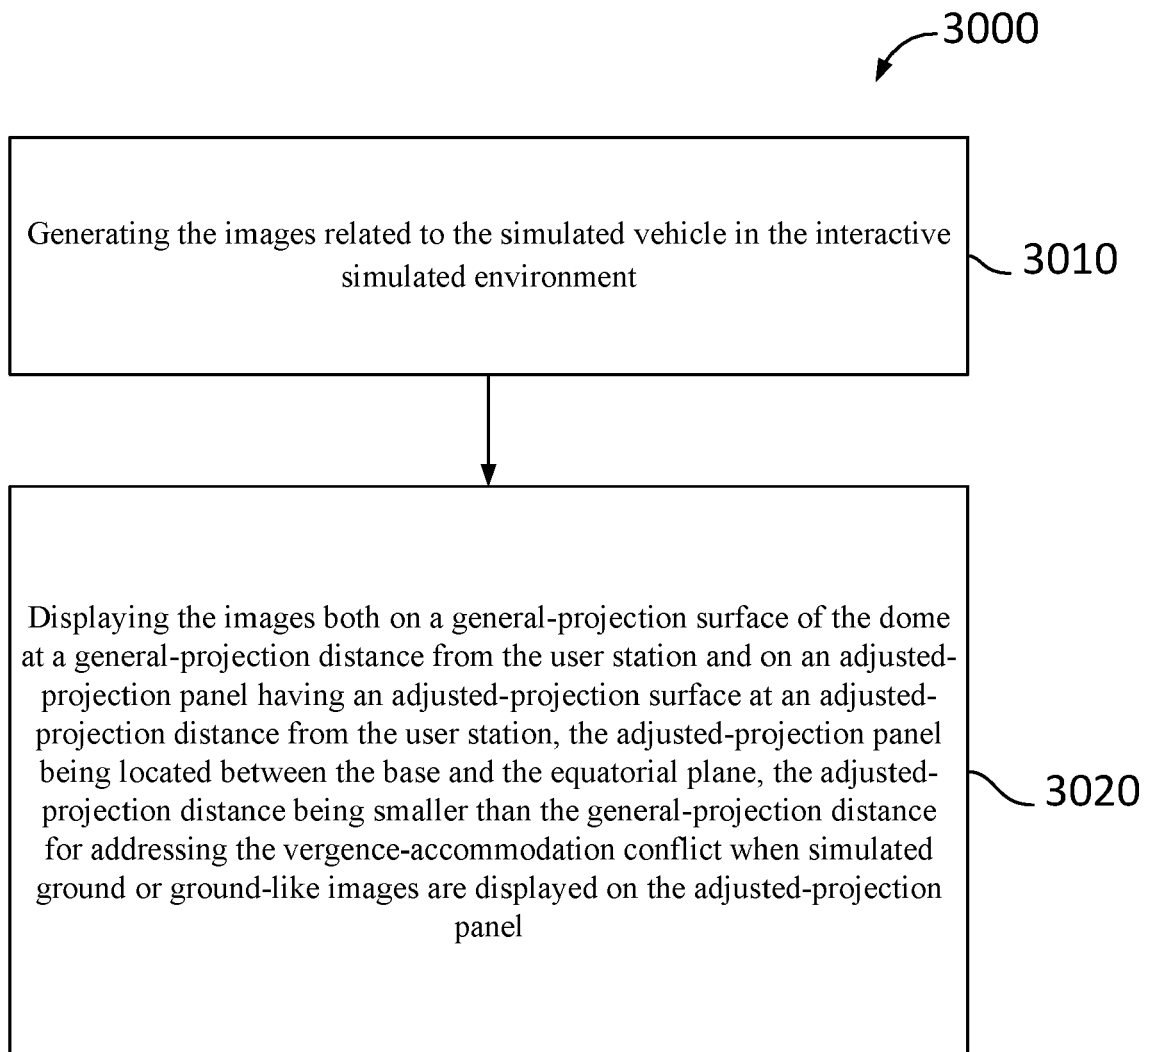 3000
Generating the images related to the simulated vehicle in the interactive
simulated environment
3010
Displaying the images both on a general-projection surface of the dome
at a general-projection distance from the user station and on an adjusted-
projection panel having an adjusted-projection surface at an adjusted-
projection distance from the user station, the adjusted-projection panel
being located between the base and the equatorial plane, the adjusted-
projection distance being smaller than the general-projection distance
for addressing the vergence-accommodation conflict when simulated
ground or ground-like images are displayed on the adjusted-projection
panel
3020